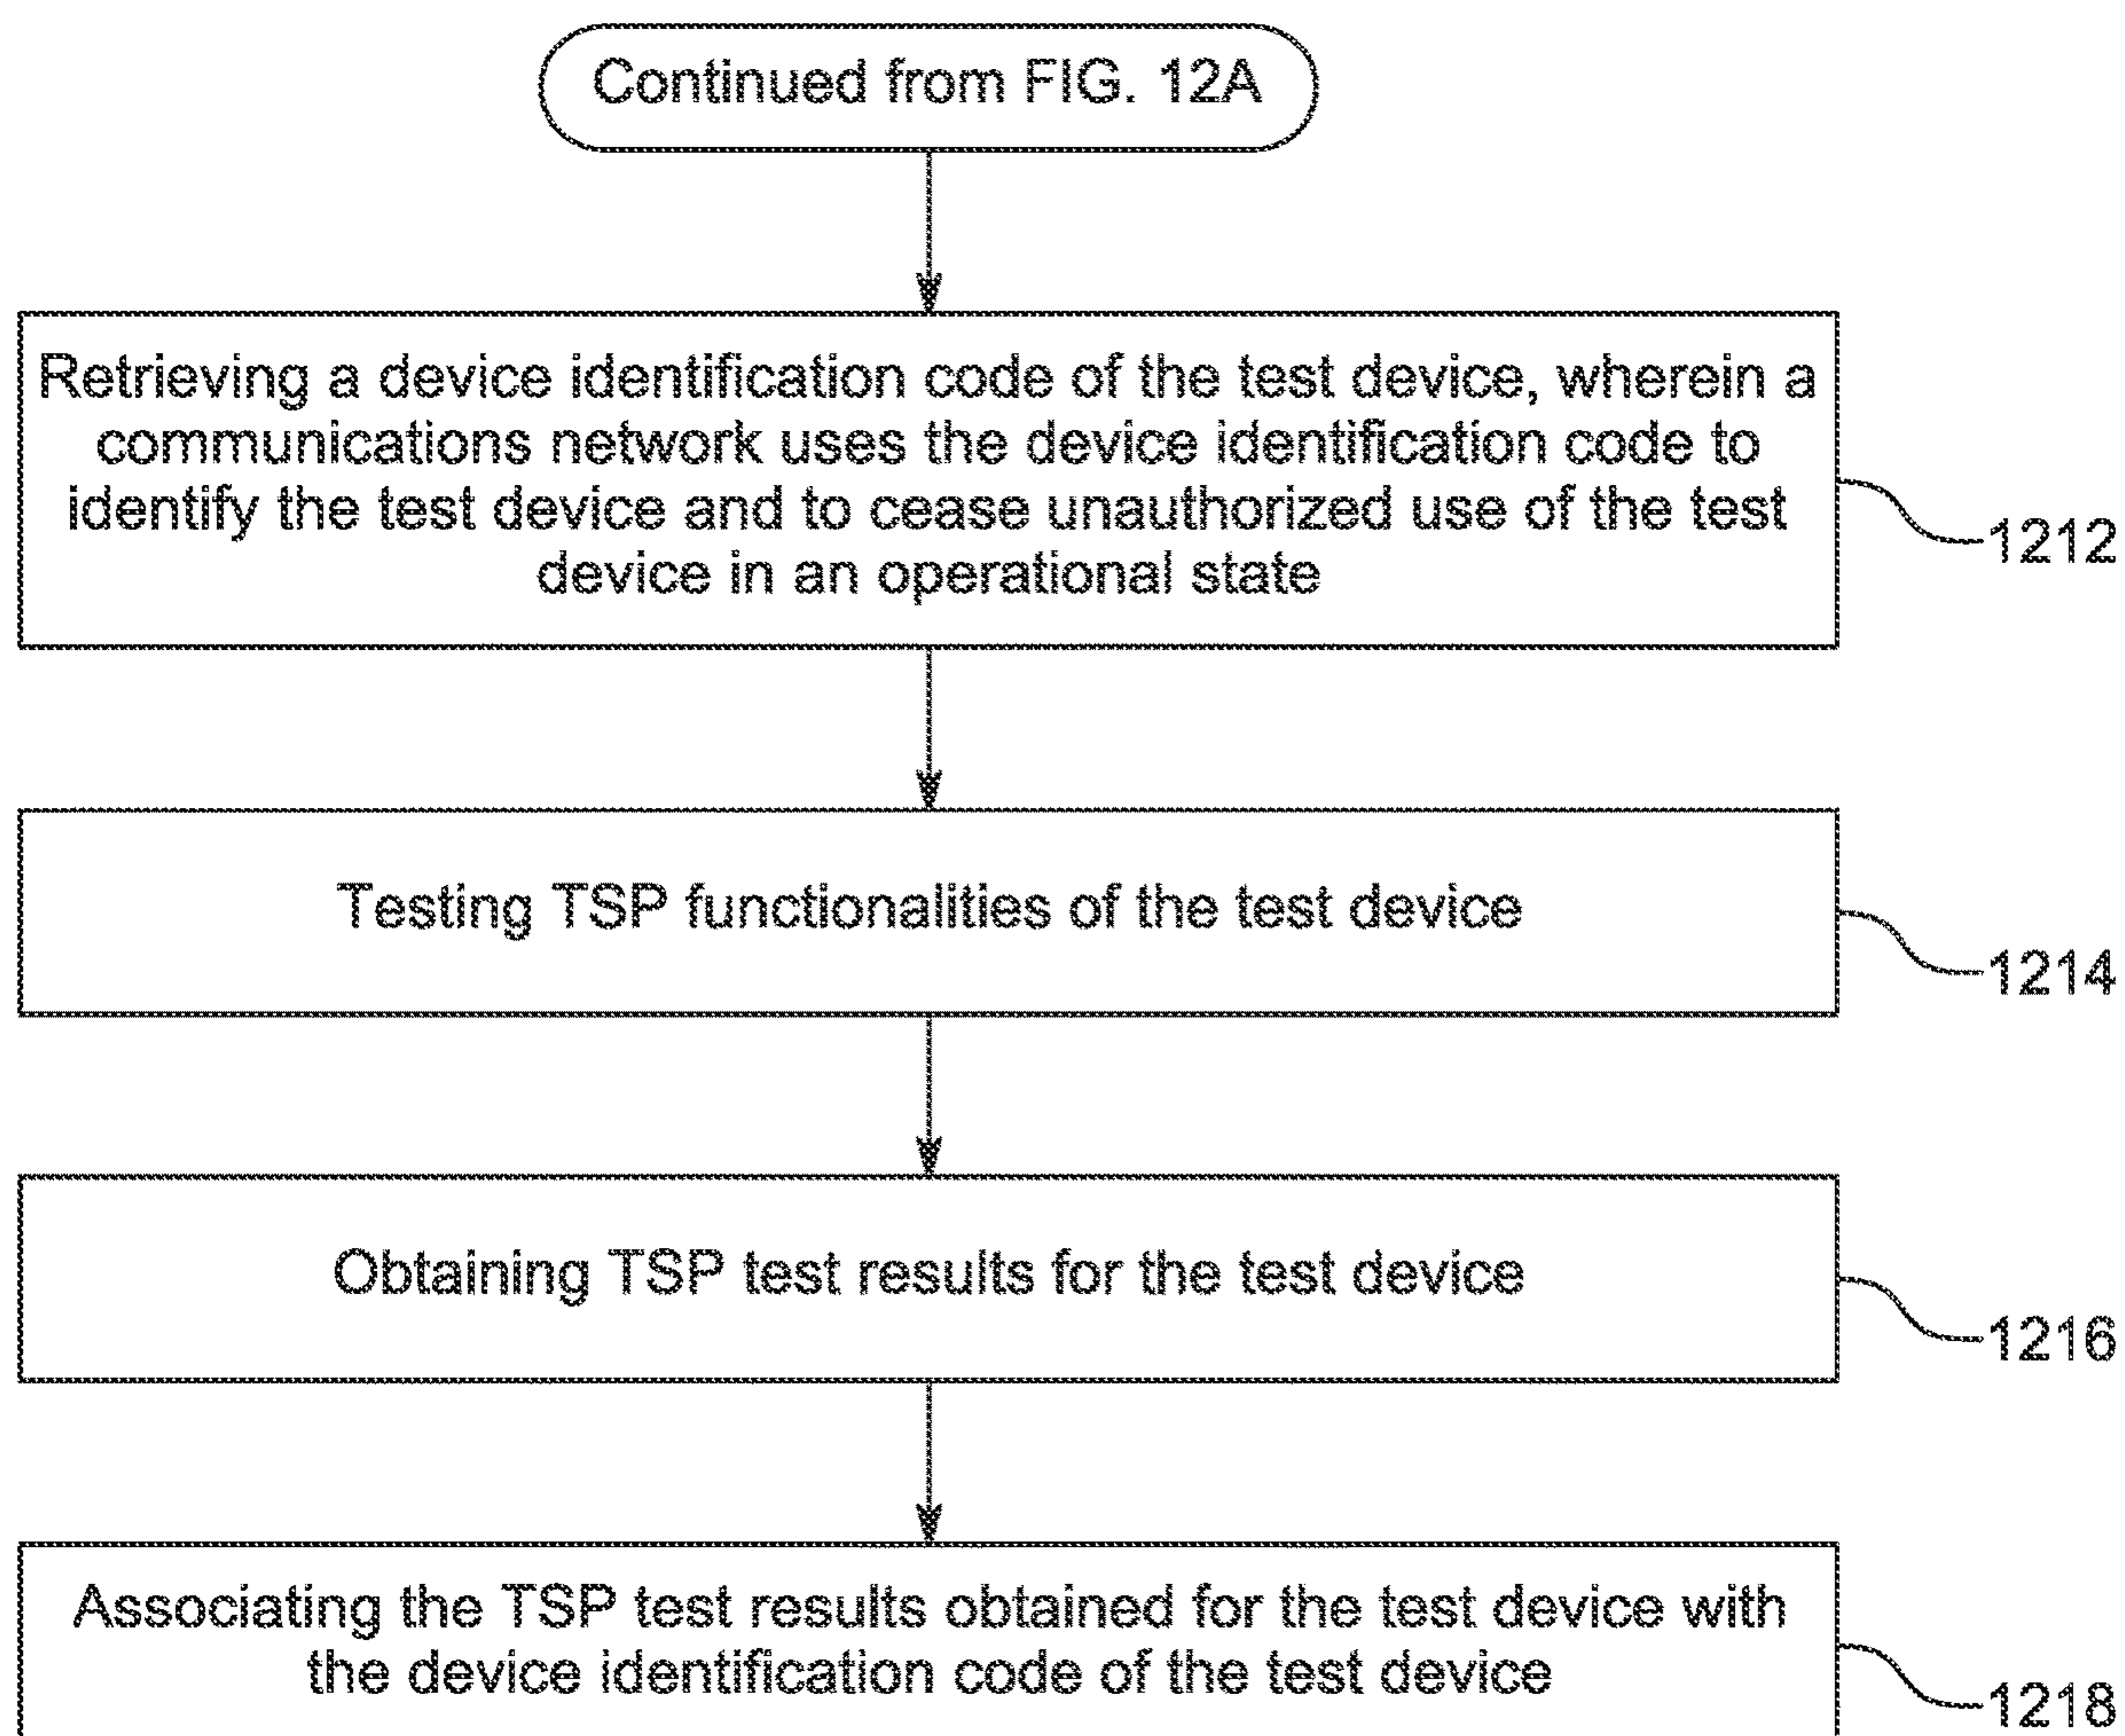 Continued from FIG. 12A
Retrieving a device identification code of the test device, wherein a
communications network uses the device identification code to
identify the test device and to cease unauthorized use of the test
device in an operational state
1212
Testing TSP functionalities of the test device
1214
Obtaining TSP test results for the test device
1216
Associating the TSP test results obtained for the test device with
the device identification code of the test device
1218